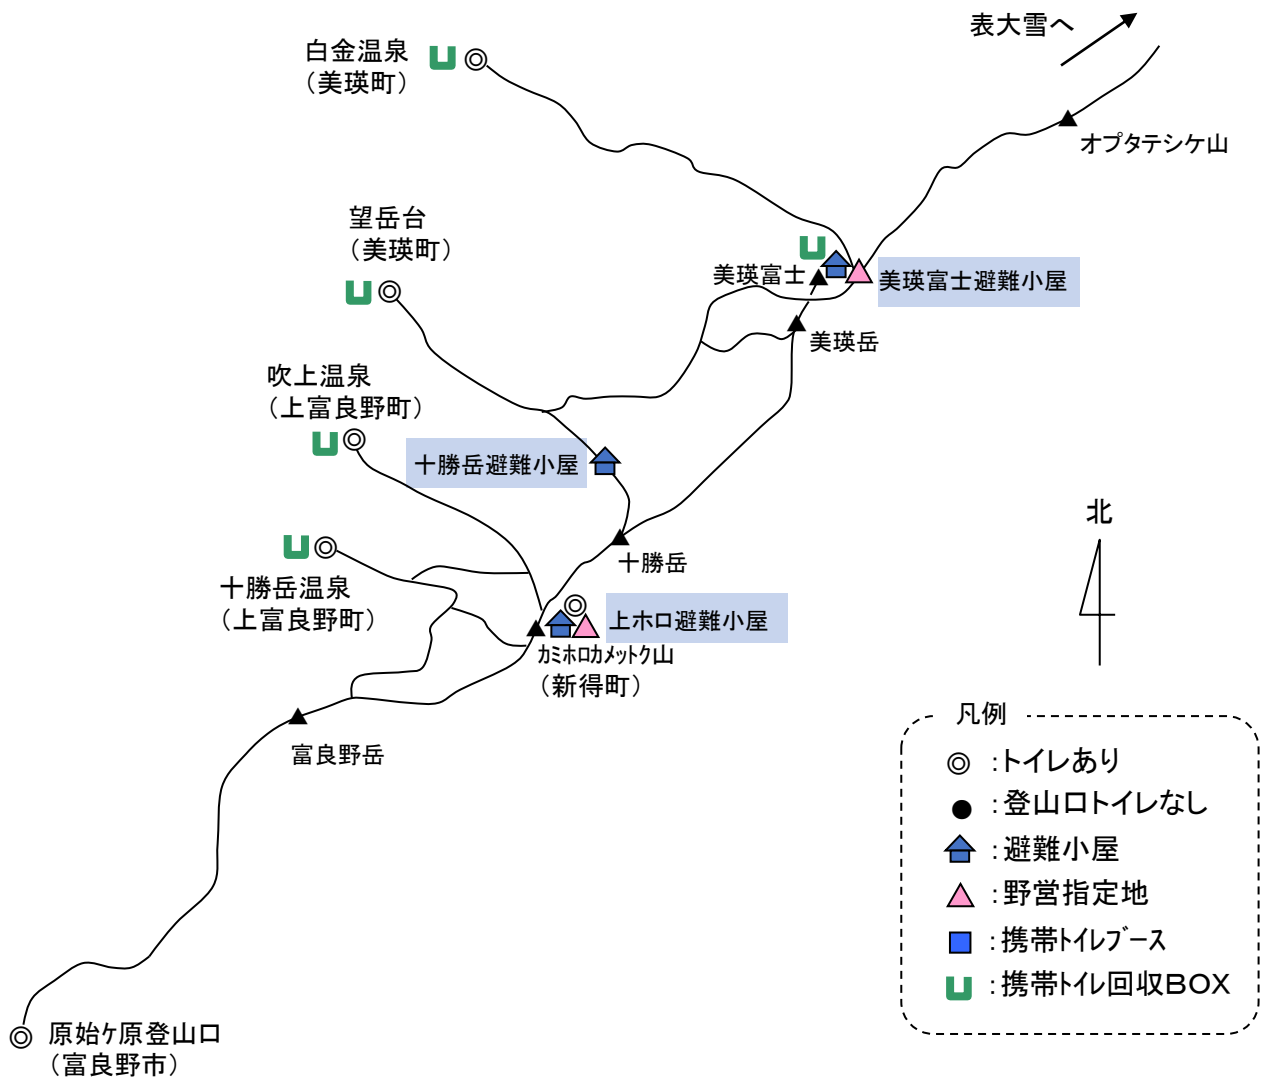 表大雪へ
白金温泉
（美瑛町）
オプタテシケ山
望岳台
（美瑛町）
美瑛富士
美瑛富士避難小屋
美瑛岳
吹上温泉
（上富良野町）
十勝岳避難小屋
北
十勝岳
十勝岳温泉
（上富良野町）
上ホロ避難小屋
カミホロカメットク山
（新得町）
富良野岳
凡例
：トイレあり
：登山口トイレなし
：避難小屋
：野営指定地
：携帯トイレブース
：携帯トイレ回収BOX
原始ケ原登山口
（富良野市）